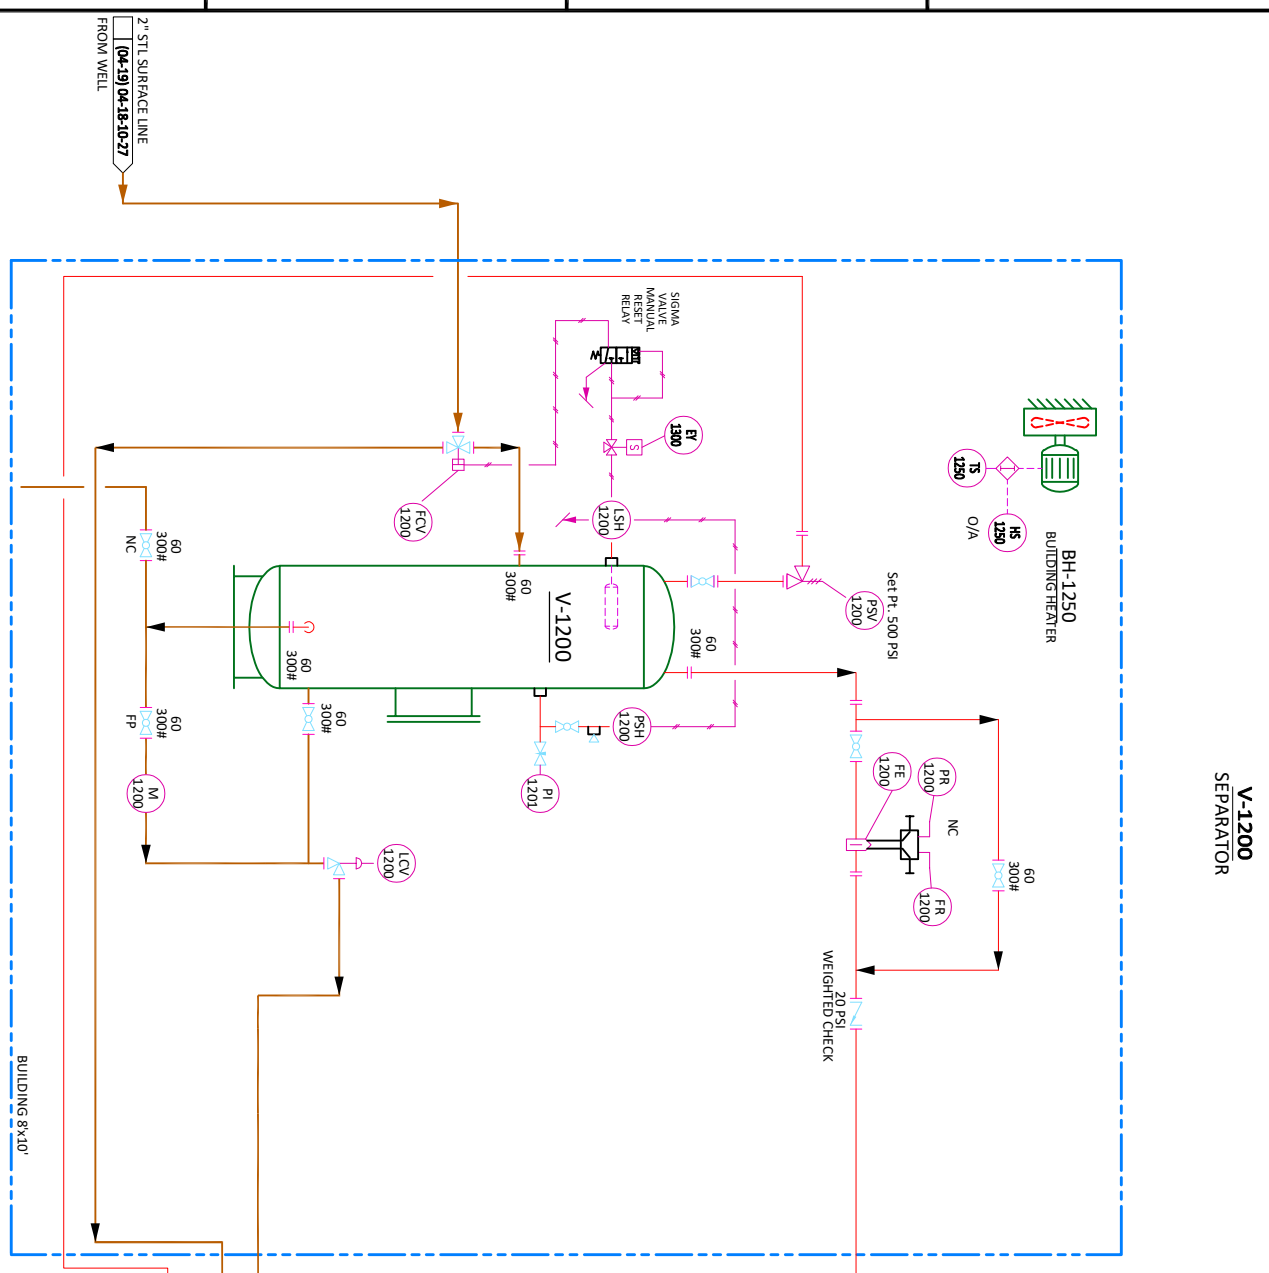 V-1200
SEPARATOR
BH-1250
BUILDING HEATER
TS
1250
HS
1250
O/A
2" STL SURFACE LINE
(04-19) 04-18-10-27
FROM WELL
SIGMA
VALVE
MANUAL
RESET
RELAY
EY
1300
S
FCV
1200
LSH
1200
Set Pt. 500 PSI
PSV
1200
60
300#
60
300#
V-1200
60
300#
NC
60
300#
60
300#
60
300#
FP
PSH
1200
PI
1201
M
1200
LCV
1200
FE
1200
PR
1200
NC
FR
1200
60
300#
20 PSI
WEIGHTED CHECK
BUILDING 8'x10'